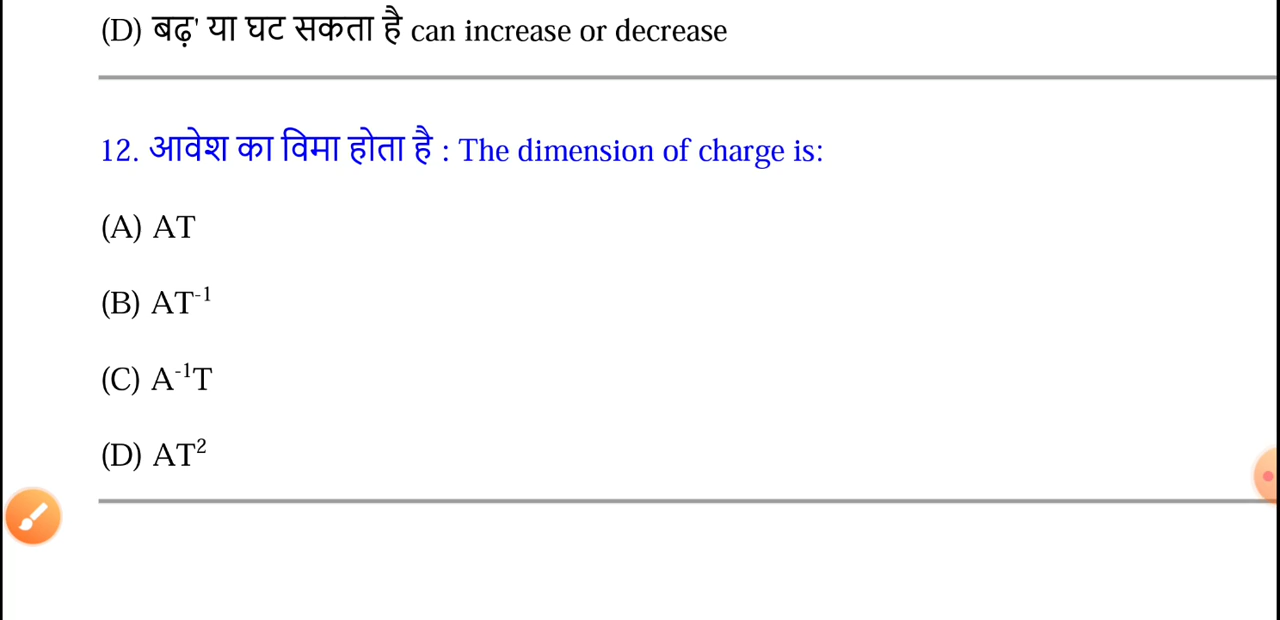 (D) बढ़' या घट सकता है can increase or decrease
12. आवेश का विमा होता है : The dimension of charge is:
(A) AT
(B) AT⁻¹
(C) A⁻¹T
(D) AT²